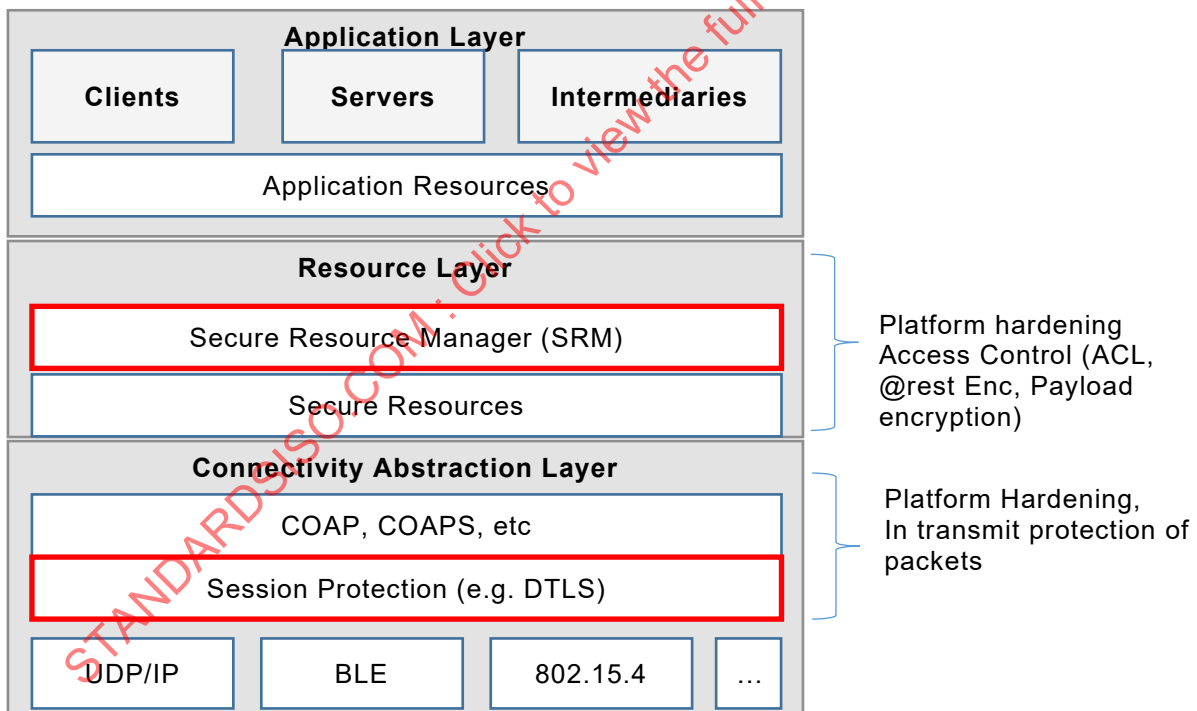 Application Layer
Clients
Servers
Intermediaries
Application Resources
Resource Layer
Secure Resource Manager (SRM)
Secure Resources
Platform hardening
Access Control (ACL,
@rest Enc, Payload
encryption)
Connectivity Abstraction Layer
COAP, COAPS, etc
Session Protection (e.g. DTLS)
Platform Hardening,
In transmit protection of
packets
UDP/IP
BLE
802.15.4
...
STANDARDSISO.COM : Click to view the full